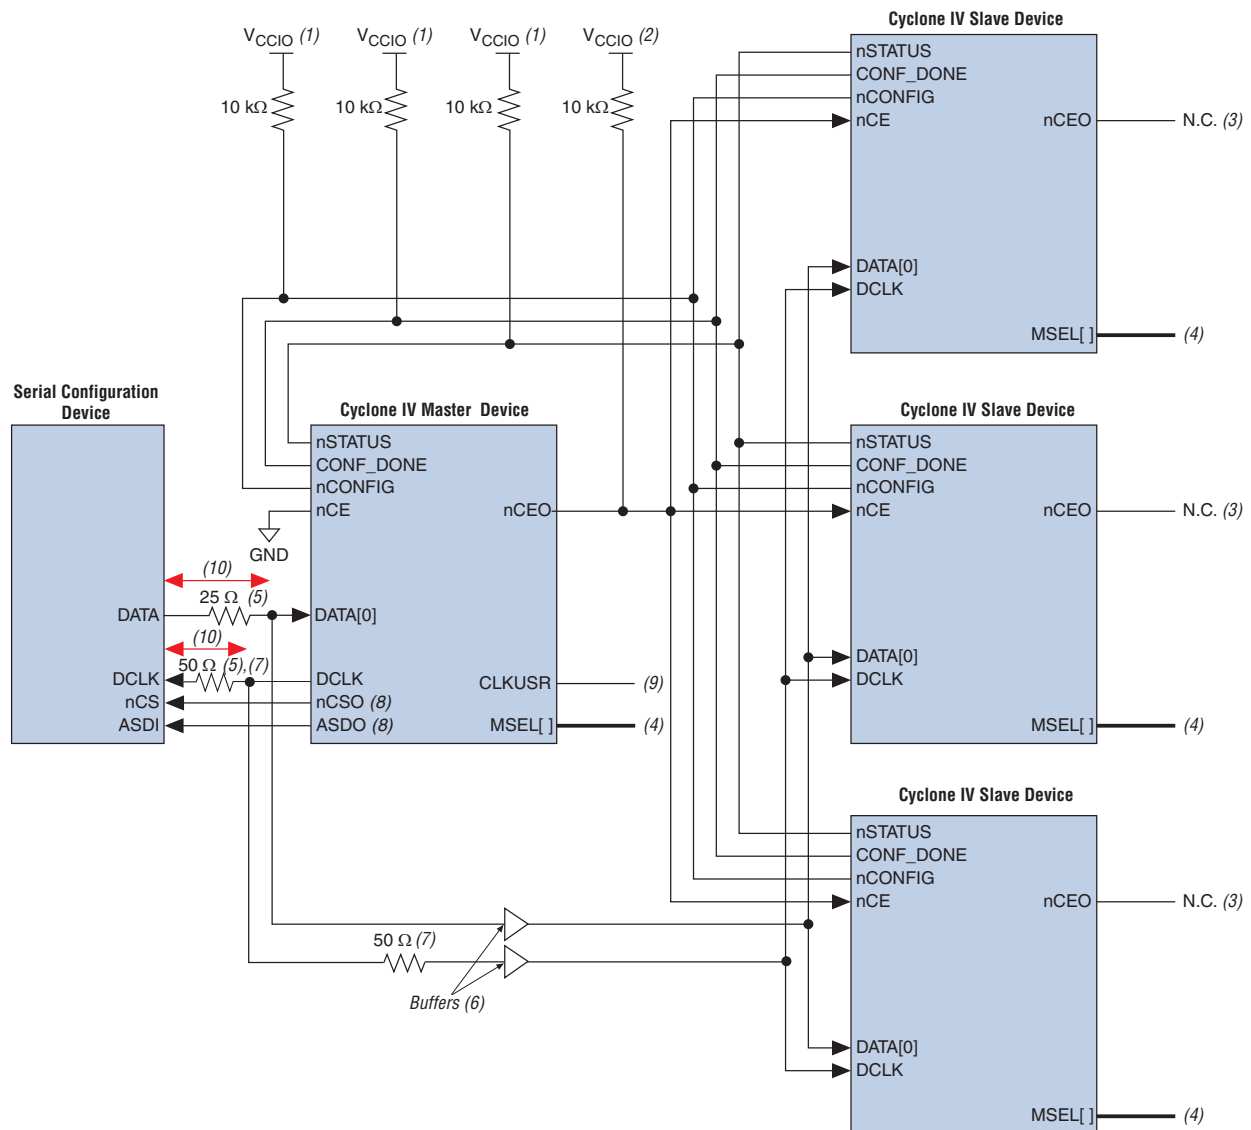 Cyclone IV Slave Device
VCCIO (1) VCCIO (1) VCCIO (1) VCCIO (2)
10 kΩ 10 kΩ 10 kΩ 10 kΩ
nSTATUS
CONF_DONE
nCONFIG
nCE nCEO N.C. (3)
DATA[0]
DCLK
MSEL[ ] (4)
Serial Configuration
Device
Cyclone IV Master Device
nSTATUS
CONF_DONE
nCONFIG
nCE
nCEO
GND
(10)
25 Ω (5)
DATA
DATA[0]
(10)
50 Ω (5),(7)
DCLK
DCLK
nCS
nCSO (8)
ASDI
ASDO (8)
CLKUSR (9)
MSEL[ ] (4)
Cyclone IV Slave Device
nSTATUS
CONF_DONE
nCONFIG
nCE nCEO N.C. (3)
DATA[0]
DCLK
MSEL[ ] (4)
Cyclone IV Slave Device
nSTATUS
CONF_DONE
nCONFIG
nCE nCEO N.C. (3)
50 Ω (7)
Buffers (6)
DATA[0]
DCLK
MSEL[ ] (4)